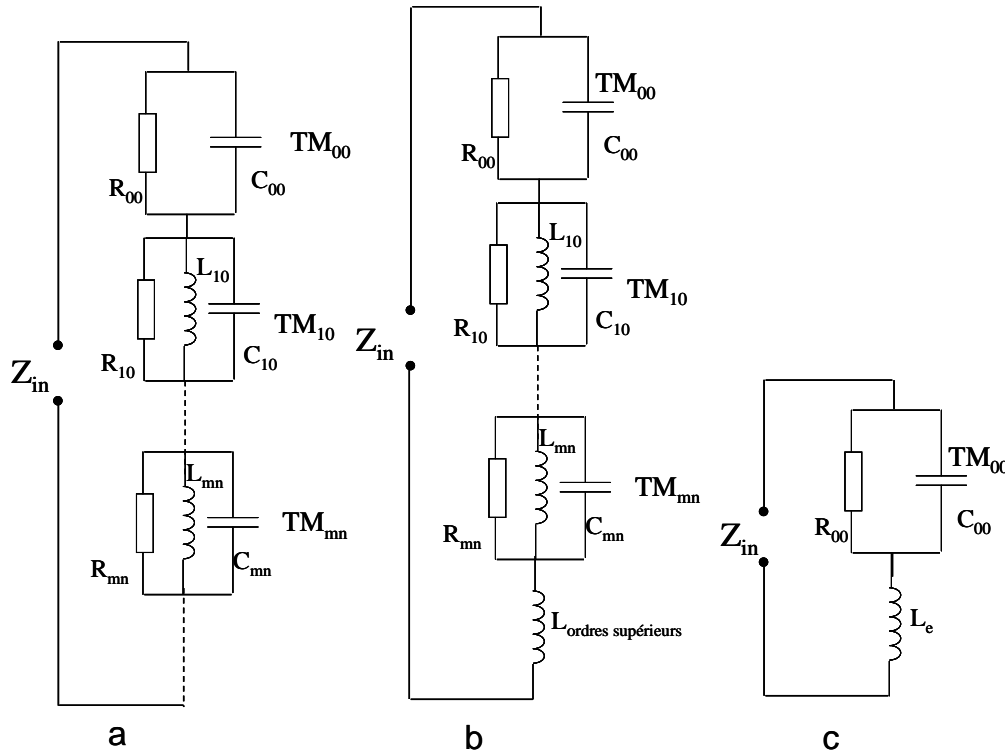 TM00
R00
C00
L10
TM10
R10
C10
Zin
Lmn
TMmn
Rmn
Cmn
a
TM00
R00
C00
L10
TM10
R10
C10
Zin
Lmn
TMmn
Rmn
Cmn
Lordres supérieurs
b
TM00
R00
C00
Zin
Le
c